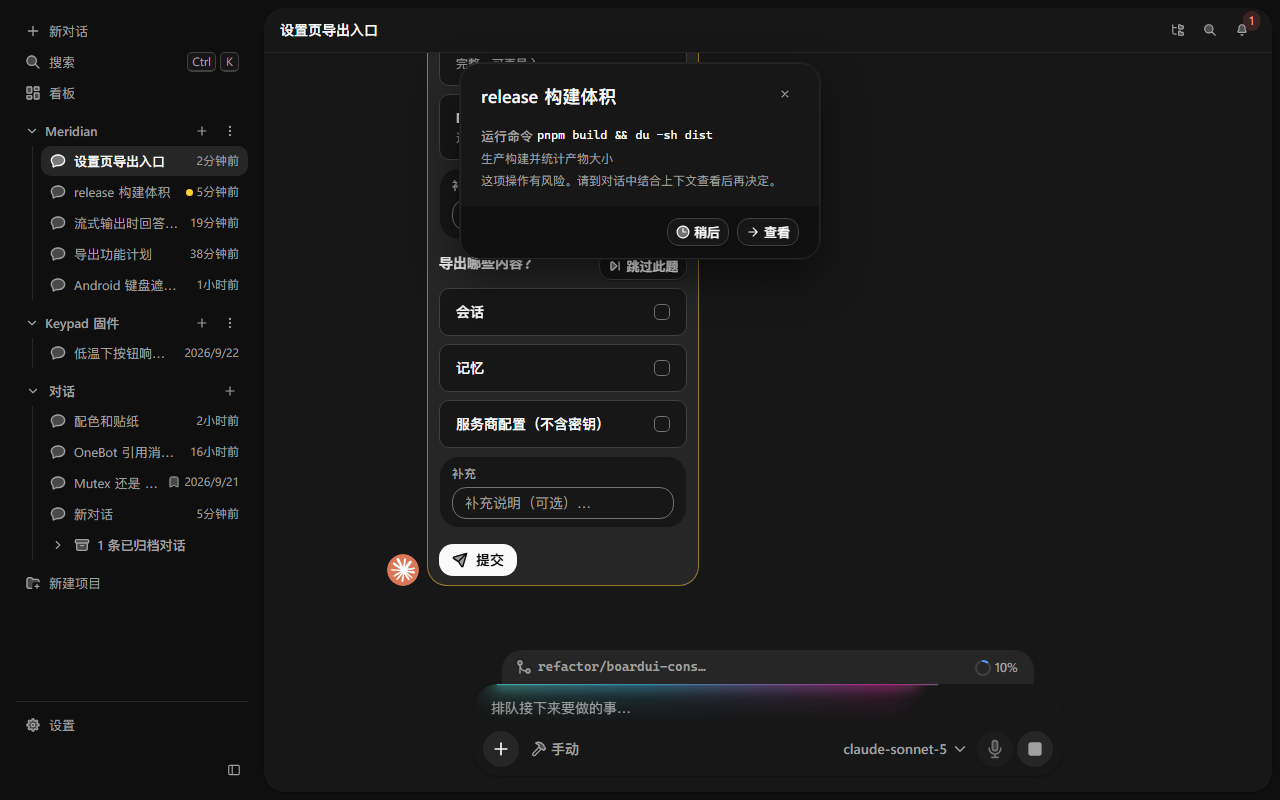 新对话
搜索 Ctrl K
看板
Meridian
设置页导出入口 2分钟前
release 构建体积 5分钟前
流式输出时回答… 19分钟前
导出功能计划 38分钟前
Android 键盘遮… 1小时前
Keypad 固件
低温下按钮响… 2026/9/22
对话
配色和贴纸 2小时前
OneBot 引用消… 16小时前
Mutex 还是 … 2026/9/21
新对话 5分钟前
1 条已归档对话
新建项目
设置
设置页导出入口
1
release 构建体积
运行命令 pnpm build && du -sh dist
生产构建并统计产物大小
这项操作有风险。请到对话中结合上下文查看后再决定。
稍后 查看
导出哪些内容？ 跳过此题
会话
记忆
服务商配置（不含密钥）
补充
补充说明（可选）…
提交
refactor/boardui-cons… 10%
排队接下来要做的事…
手动 claude-sonnet-5